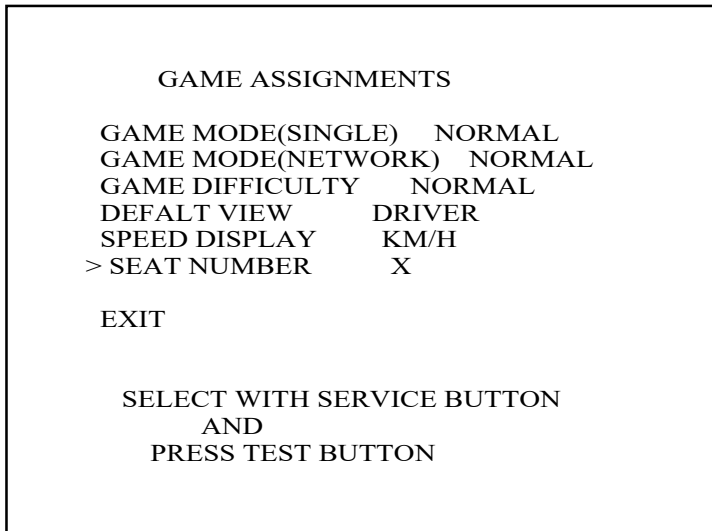 GAME ASSIGNMENTS
GAME MODE(SINGLE) NORMAL
GAME MODE(NETWORK) NORMAL
GAME DIFFICULTY NORMAL
DEFALT VIEW DRIVER
SPEED DISPLAY KM/H
> SEAT NUMBER X
EXIT
SELECT WITH SERVICE BUTTON
AND
PRESS TEST BUTTON